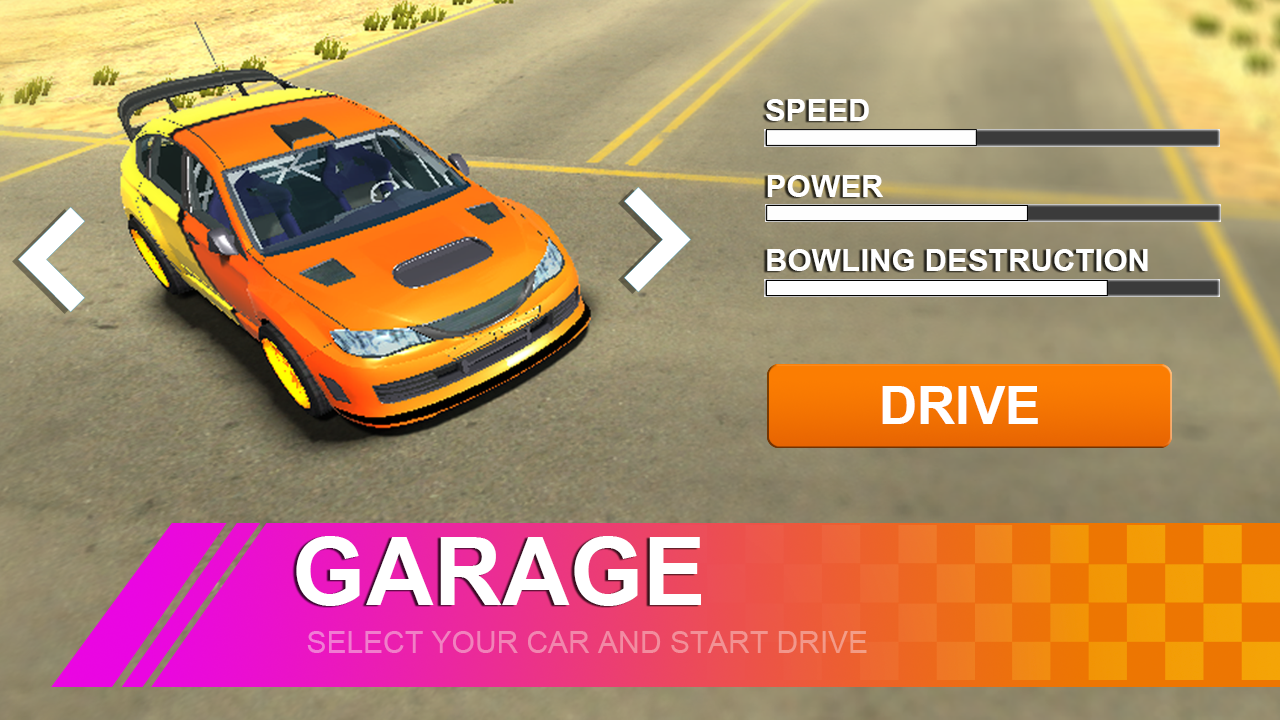 SPEED
POWER
BOWLING DESTRUCTION
DRIVE
GARAGE
SELECT YOUR CAR AND START DRIVE